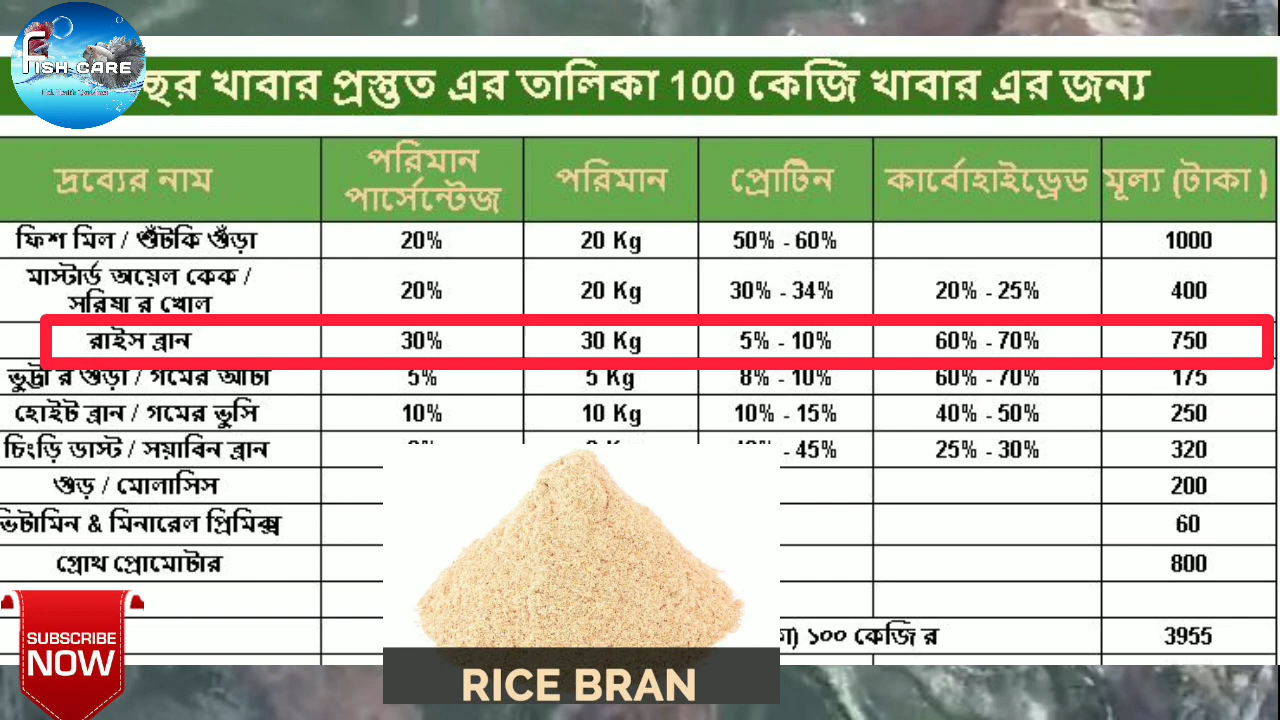 FISH-CARE
ছর খাবার প্রস্তুত এর তালিকা 100 কেজি খাবার এর জন্য
দ্রব্যের নাম পরিমান পার্সেন্টেজ পরিমান প্রোটিন কার্বোহাইড্রেড মূল্য (টাকা )
ফিশ মিল / শুঁটকি গুঁড়া 20% 20 Kg 50% - 60% 1000
মাস্টার্ড অয়েল কেক /
সরিষা র খোল 20% 20 Kg 30% - 34% 20% - 25% 400
রাইস ব্রান 30% 30 Kg 5% - 10% 60% - 70% 750
ভুট্টা র গুড়া / গমের আটা 5% 5 Kg 8% - 10% 60% - 70% 175
হোইট ব্রান / গমের ভুসি 10% 10 Kg 10% - 15% 40% - 50% 250
চিংড়ি ডাস্ট / সয়াবিন ব্রান - 45% 25% - 30% 320
গুড় / মোলাসিস 200
ভিটামিন & মিনারেল প্রিমিক্স 60
গ্রোথ প্রোমোটার 800
১০০ কেজি র 3955
SUBSCRIBE
NOW
RICE BRAN